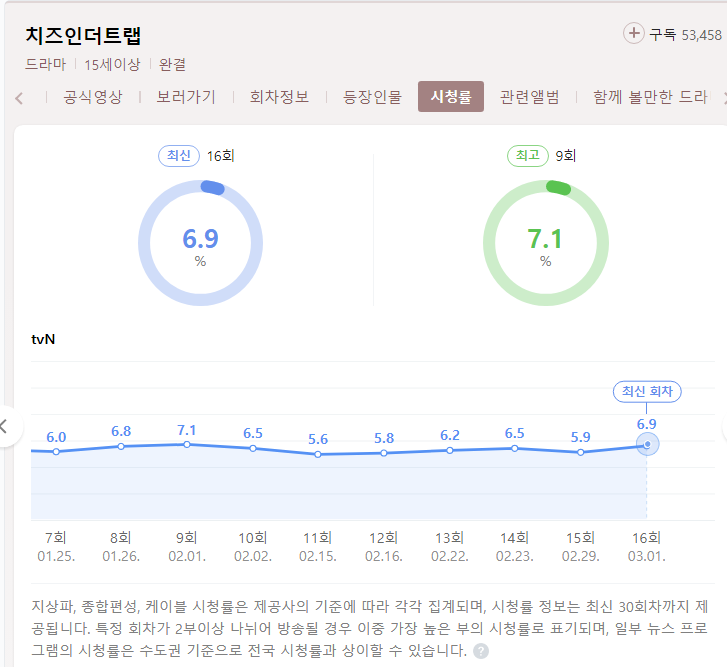 치즈인더트랩
구독 53,458
드라마 15세이상 완결
공식영상 보러가기 회차정보 등장인물 시청률 관련앨범 함께 볼만한 드라
최신 16회
6.9
%
최고 9회
7.1
%
tvN
최신 회차
6.0 6.8 7.1 6.5 5.6 5.8 6.2 6.5 5.9 6.9
7회 8회 9회 10회 11회 12회 13회 14회 15회 16회
01.25. 01.26. 02.01. 02.02. 02.15. 02.16. 02.22. 02.23. 02.29. 03.01.
지상파, 종합편성, 케이블 시청률은 제공사의 기준에 따라 각각 집계되며, 시청률 정보는 최신 30회차까지 제
공됩니다. 특정 회차가 2부이상 나뉘어 방송될 경우 이중 가장 높은 부의 시청률로 표기되며, 일부 뉴스 프로
그램의 시청률은 수도권 기준으로 전국 시청률과 상이할 수 있습니다. ?